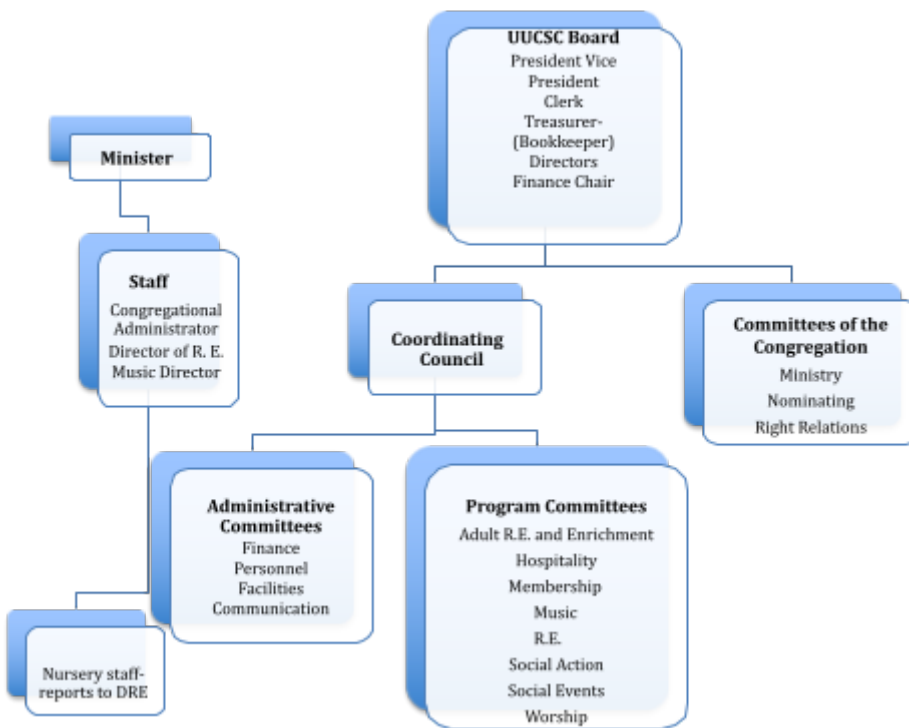 UUCSC Board
President Vice
President
Clerk
Treasurer-
(Bookkeeper)
Directors
Finance Chair
Minister
Staff
Congregational
Administrator
Director of R. E.
Music Director
Coordinating
Council
Committees of the
Congregation
Ministry
Nominating
Right Relations
Administrative
Committees
Finance
Personnel
Facilities
Communication
Program Committees
Adult R.E. and Enrichment
Hospitality
Membership
Music
R.E.
Social Action
Social Events
Worship
Nursery staff-
reports to DRE